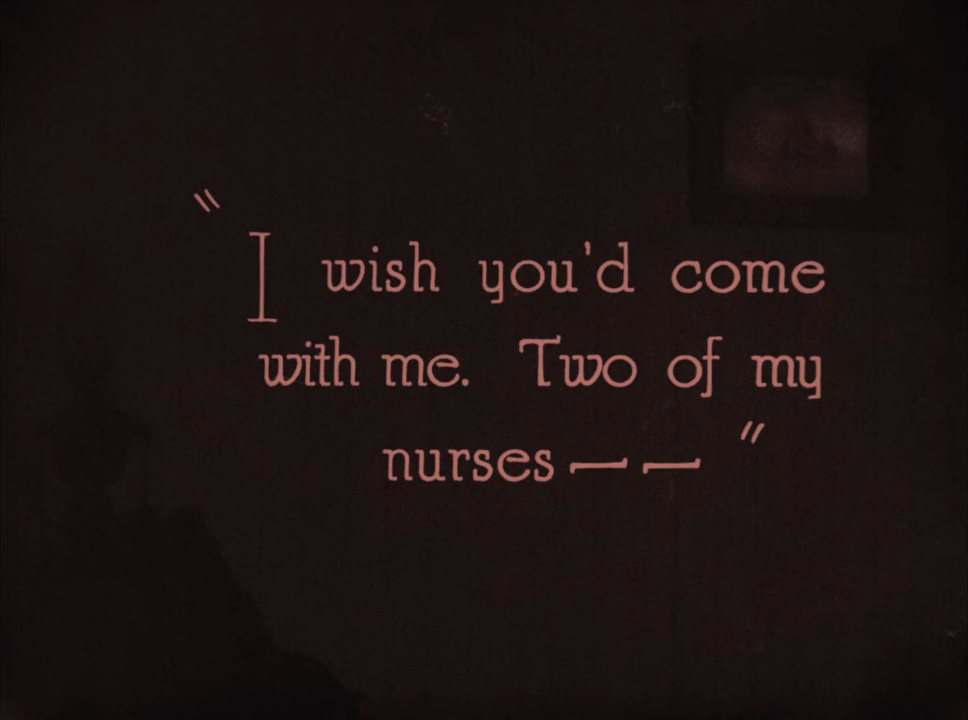 "I wish you'd come
with me. Two of my
nurses — — "